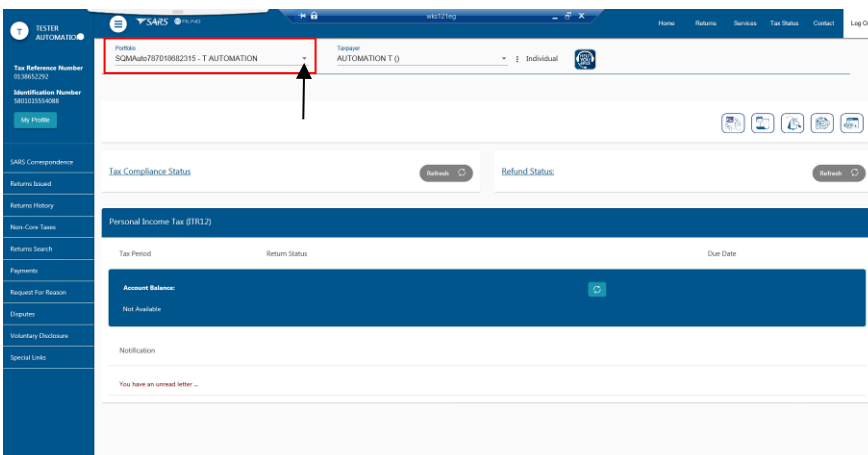 T
TESTER
AUTOMATION
Tax Reference Number
0138652292
Identification Number
5801015554088
My Profile
SARS Correspondence
Returns Issued
Returns History
Non-Core Taxes
Returns Search
Payments
Request For Reason
Disputes
Voluntary Disclosure
Special Links
SARS eFILING
wks121eg
Home Returns Services Tax Status Contact Log O
Portfolio
SQMAuto787018682315 - T AUTOMATION
Taxpayer
AUTOMATION T ()
Individual
Tax Compliance Status
Refresh
Refund Status:
Refresh
Personal Income Tax (ITR12)
Tax Period Return Status Due Date
Account Balance:
Not Available
Notification
You have an unread letter ...